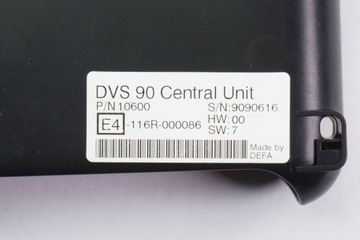 DVS 90 Central Unit
P/N 10600 S/N: 9090616
E4 -116R-000086 HW: 00
SW: 7
Made by
DEFA